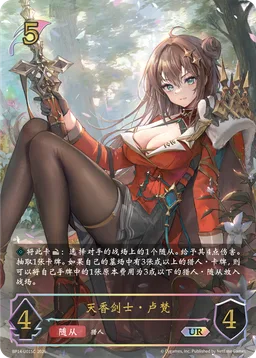 5
将此卡：选择对手的战场上的1个随从。给予其4点伤害。
抽取1张卡牌。如果自己的墓场中有3张或以上的猎人·卡牌，则
可以将自己手牌中的1张原本费用为3或以下的猎人·随从放入
战场。
天香剑士·卢梵
4
随从 猎人
UR
4